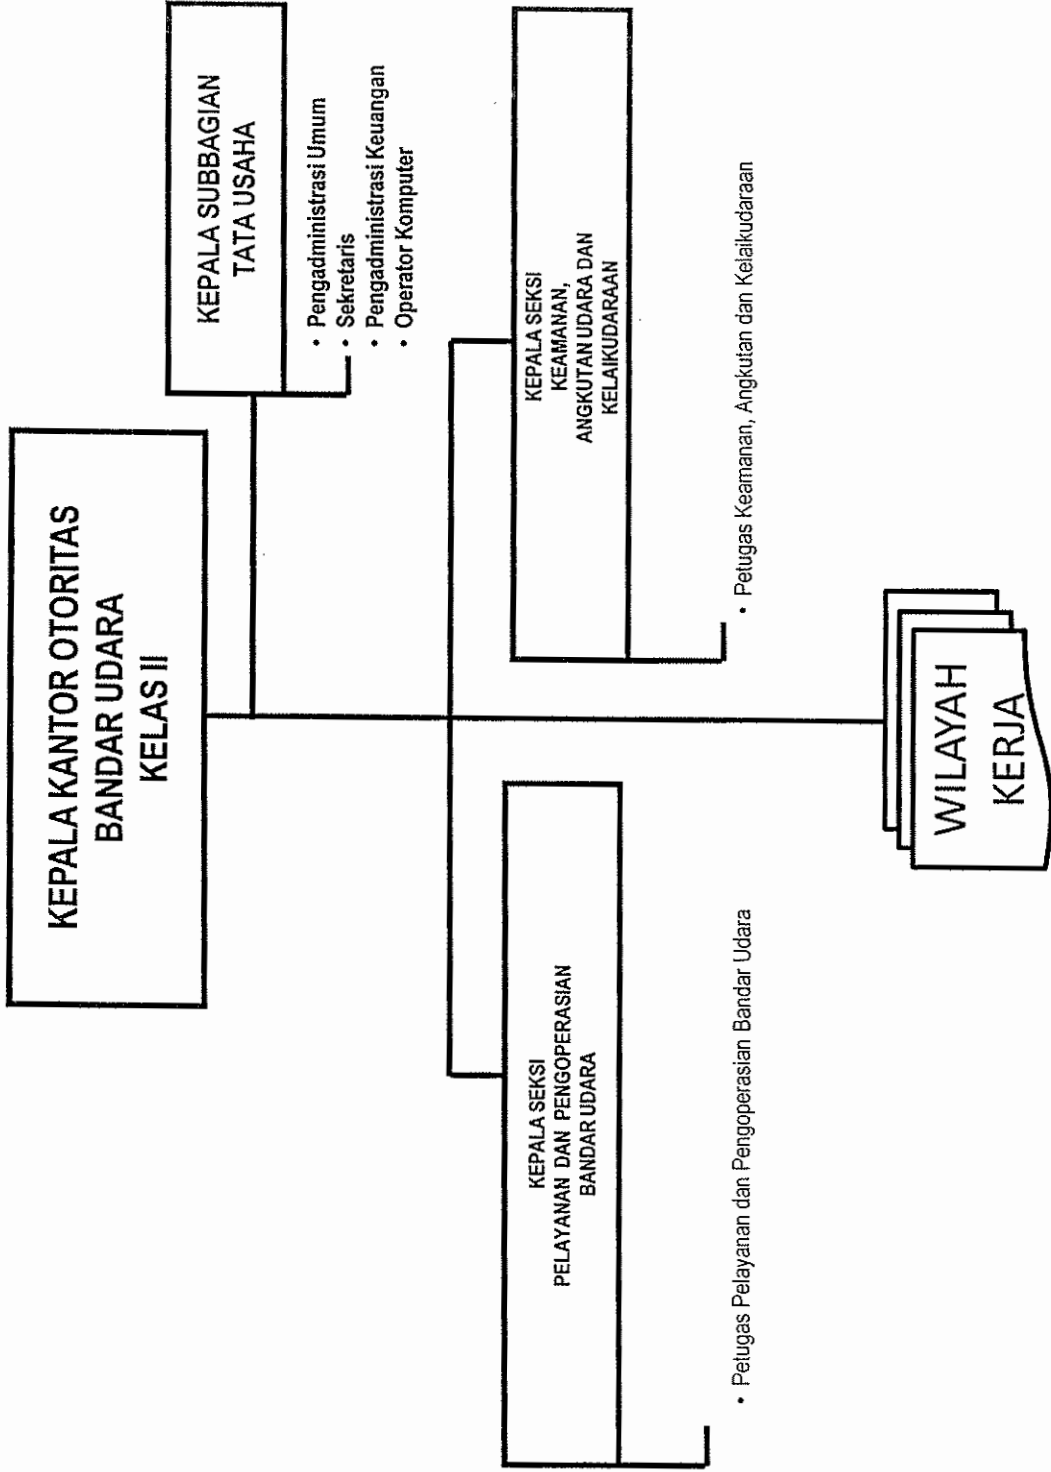 KEPALA KANTOR OTORITAS
BANDAR UDARA
KELAS II
KEPALA SUBBAGIAN
TATA USAHA
• Pengadministrasi Umum
• Sekretaris
• Pengadministrasi Keuangan
• Operator Komputer
KEPALA SEKSI
PELAYANAN DAN PENGOPERASIAN
BANDAR UDARA
• Petugas Pelayanan dan Pengoperasian Bandar Udara
KEPALA SEKSI
KEAMANAN,
ANGKUTAN UDARA DAN
KELAIKUDARAAN
• Petugas Keamanan, Angkutan dan Kelaikudaraan
WILAYAH
KERJA